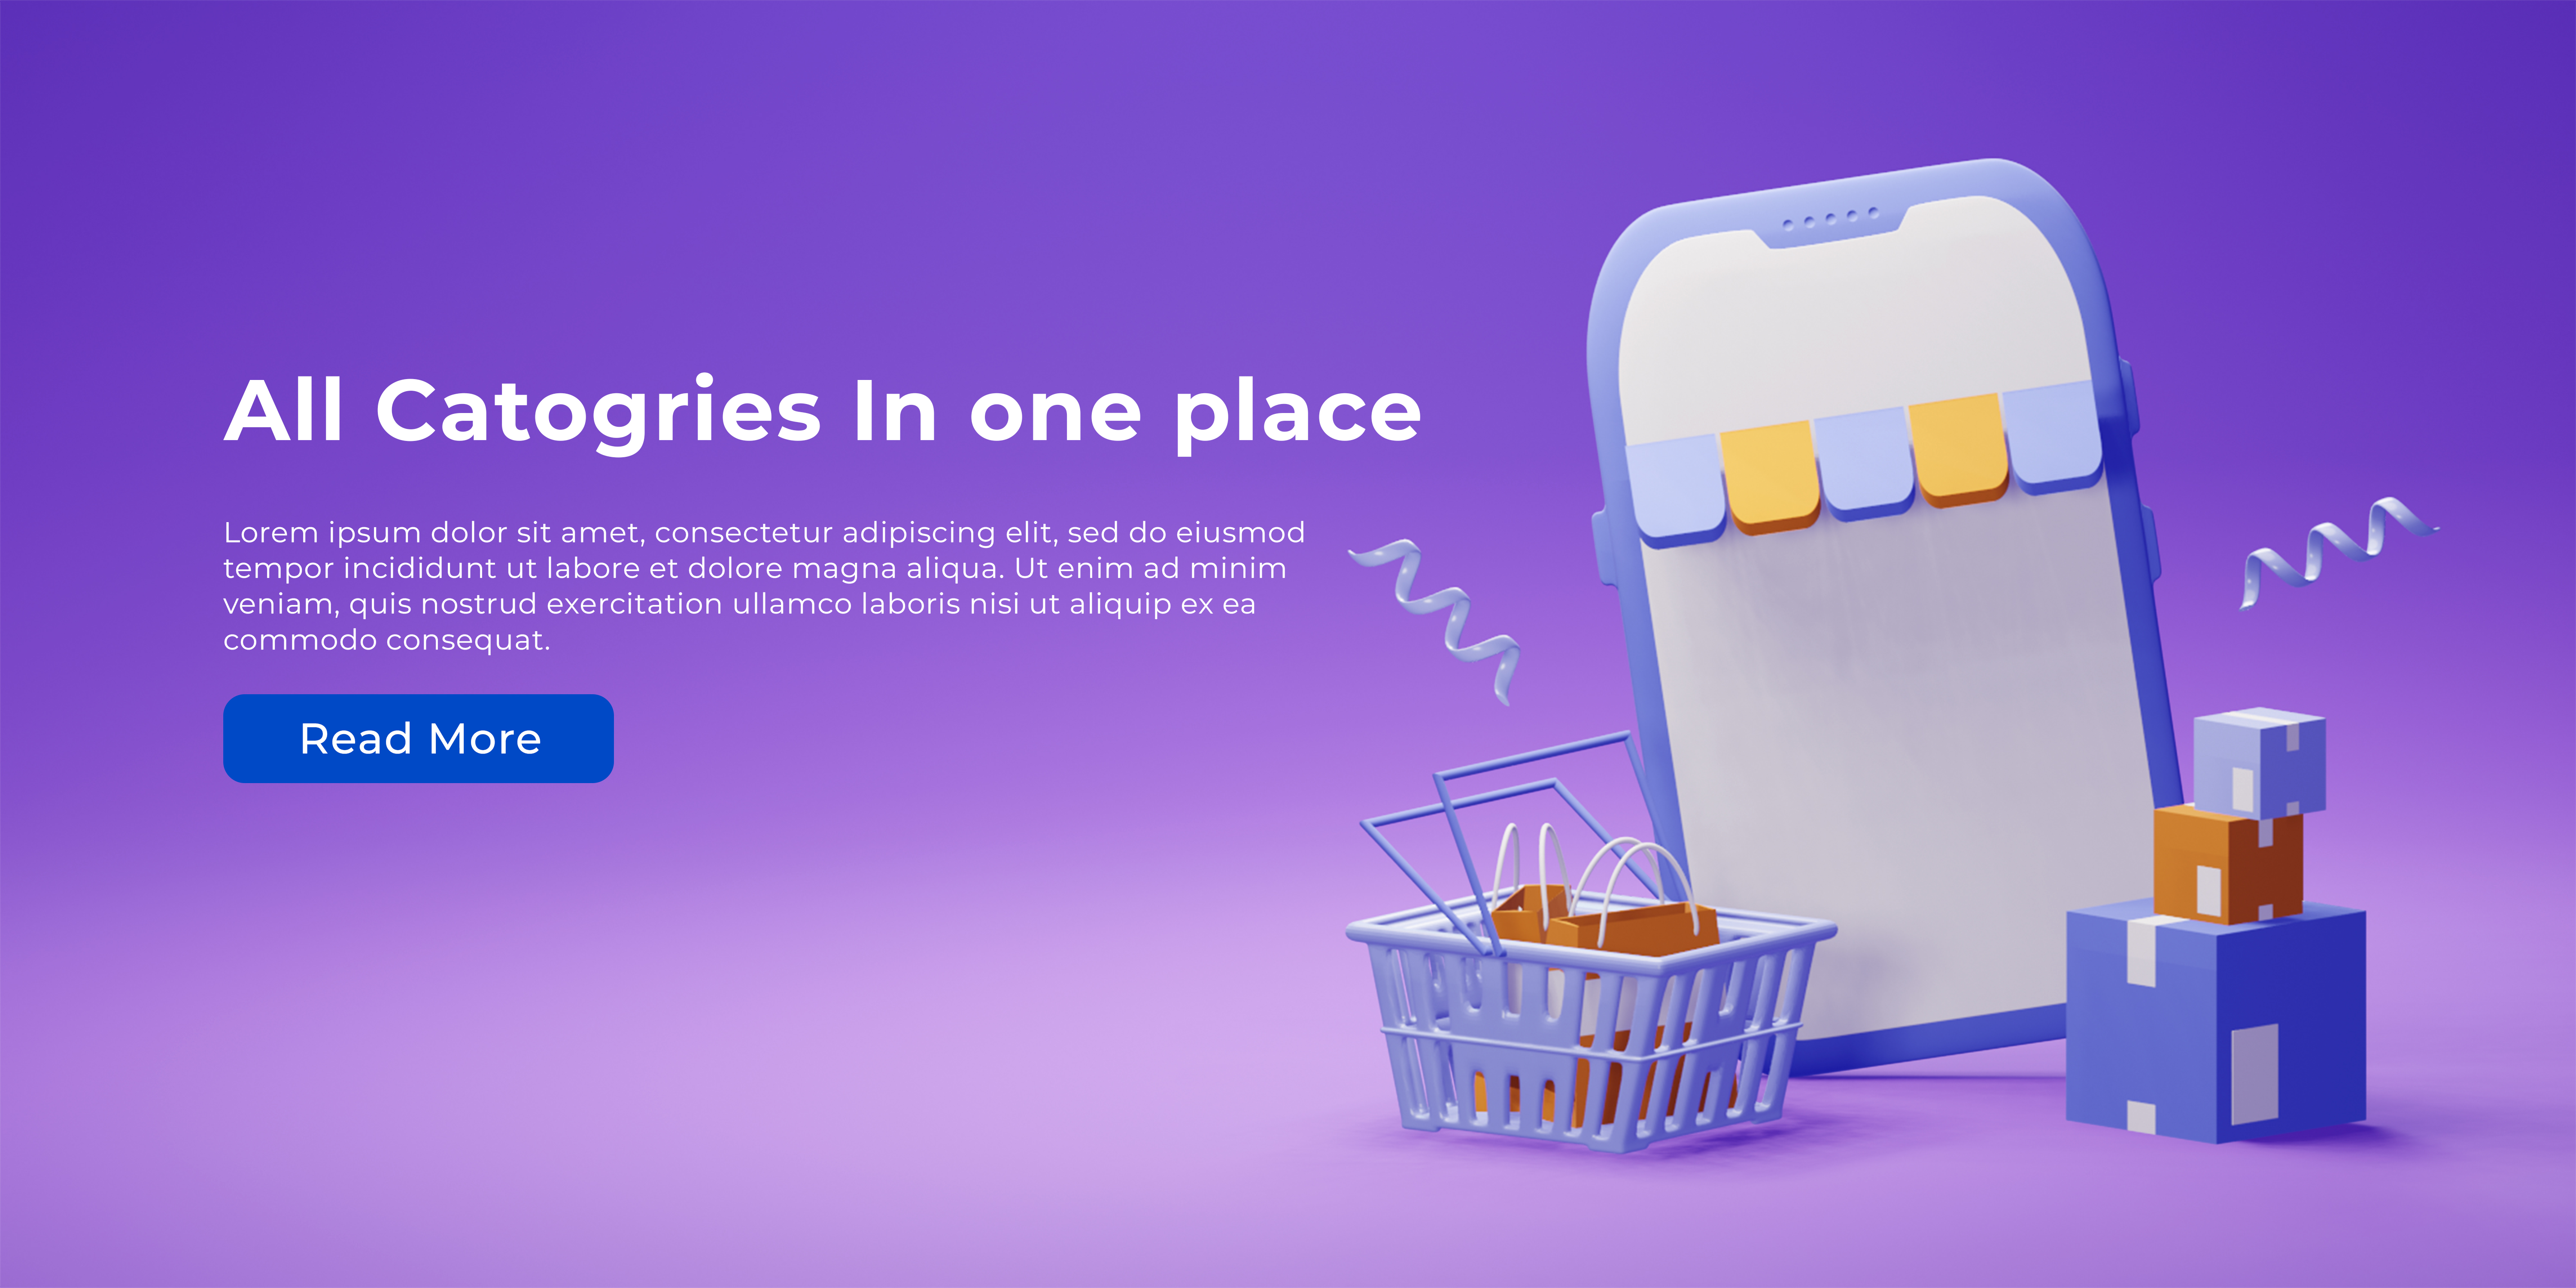 All Catogries In one place
Lorem ipsum dolor sit amet, consectetur adipiscing elit, sed do eiusmod
tempor incididunt ut labore et dolore magna aliqua. Ut enim ad minim
veniam, quis nostrud exercitation ullamco laboris nisi ut aliquip ex ea
commodo consequat.
Read More